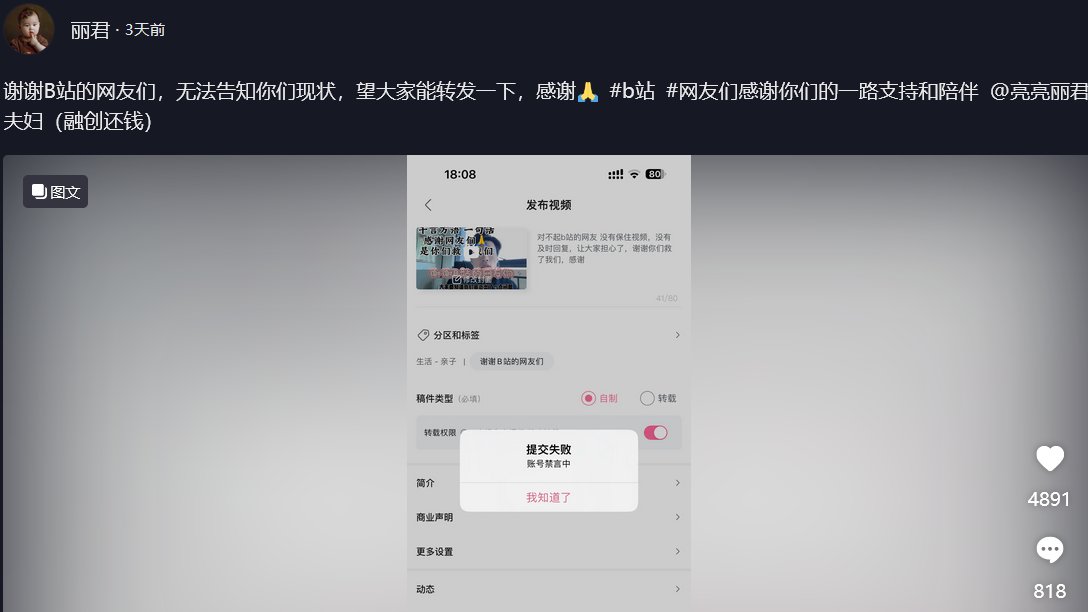 丽君 · 3天前
谢谢B站的网友们，无法告知你们现状，望大家能转发一下，感谢🙏 #b站 #网友们感谢你们的一路支持和陪伴 @亮亮丽君
夫妇（融创还钱）
图文
18:08
80
发布视频
千言万语 一句话
感谢网友们🙏
是你们救 我们
对不起b站的网友 没有保住视频，没有
及时回复，让大家担心了，谢谢你们救
了我们，感谢
41/80
分区和标签
生活 - 亲子 | 谢谢B站的网友们
稿件类型 (必填) 自制 转载
转载权限
提交失败
账号禁言中
我知道了
简介
商业声明
更多设置
动态
4891
818